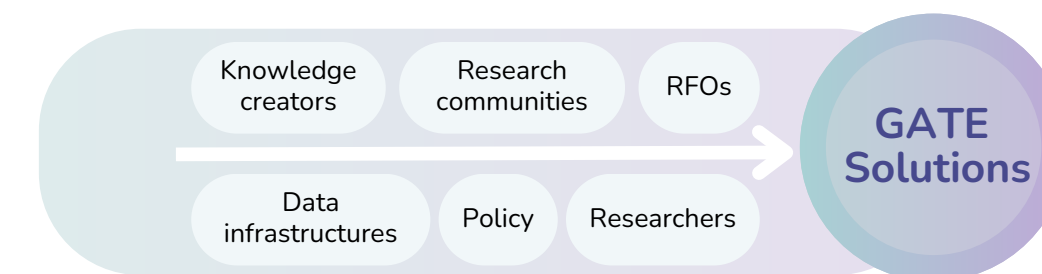 Knowledge
creators
Research
communities
RFOs
Data
infrastructures
Policy
Researchers
GATE
Solutions